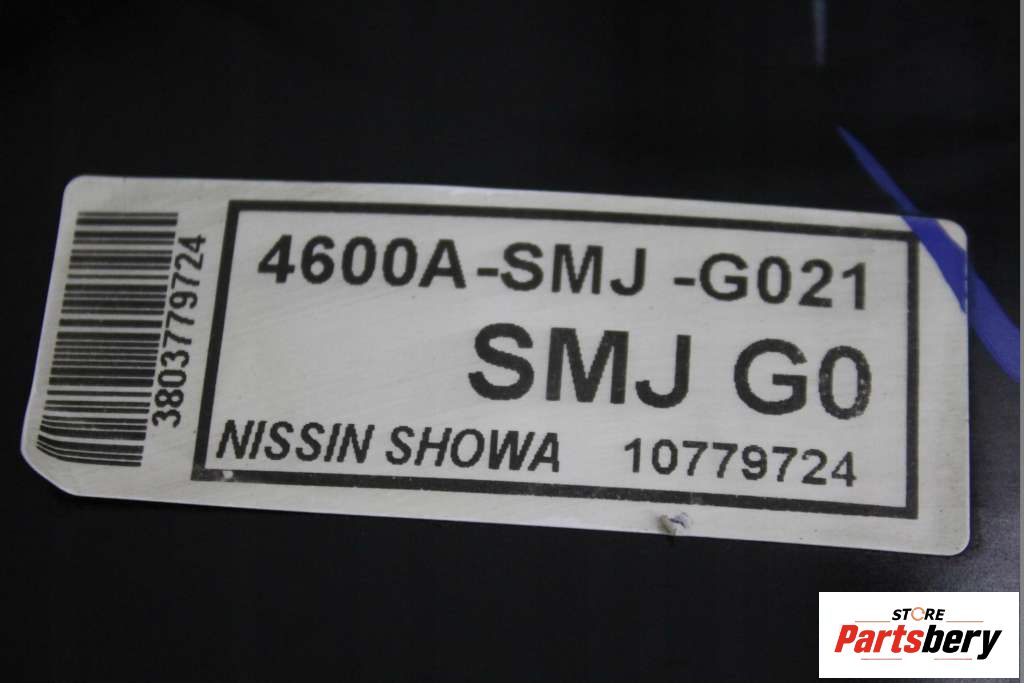 3803779724
4600A-SMJ -G021
SMJ G0
NISSIN SHOWA 10779724
STORE
Partsbery